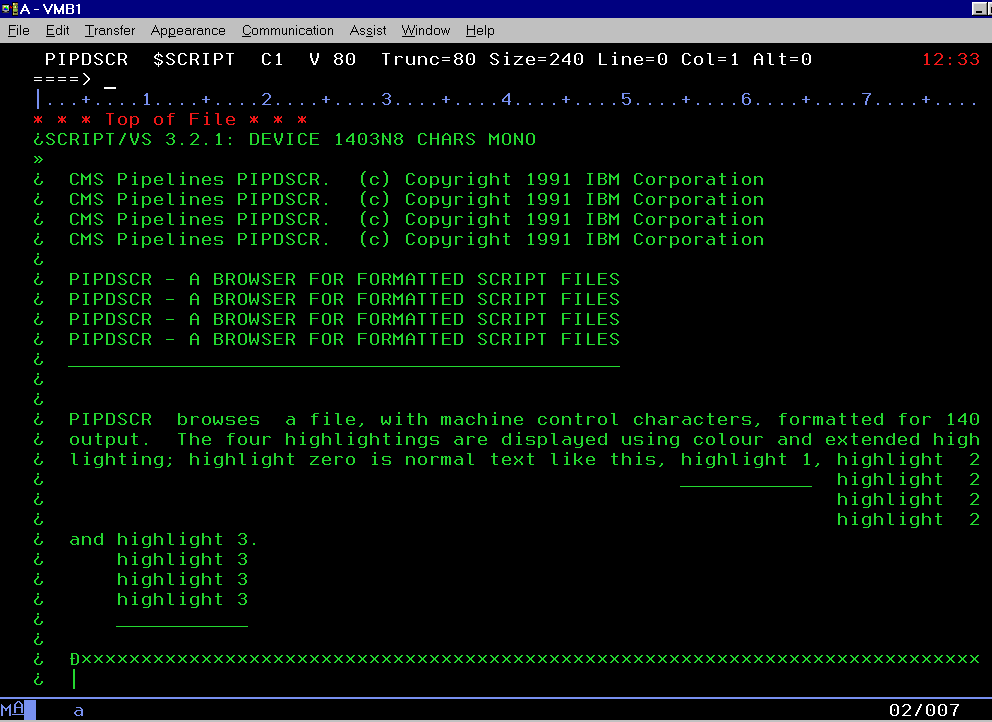 A - VMB1
File Edit Transfer Appearance Communication Assist Window Help
PIPDSCR  $SCRIPT  C1  V 80  Trunc=80 Size=240 Line=0 Col=1 Alt=0 12:33
====> _
|...+....1....+....2....+....3....+....4....+....5....+....6....+....7....+....
* * * Top of File * * *
¿SCRIPT/VS 3.2.1: DEVICE 1403N8 CHARS MONO
»
¿  CMS Pipelines PIPDSCR.  (c) Copyright 1991 IBM Corporation
¿  CMS Pipelines PIPDSCR.  (c) Copyright 1991 IBM Corporation
¿  CMS Pipelines PIPDSCR.  (c) Copyright 1991 IBM Corporation
¿  CMS Pipelines PIPDSCR.  (c) Copyright 1991 IBM Corporation
¿
¿  PIPDSCR - A BROWSER FOR FORMATTED SCRIPT FILES
¿  PIPDSCR - A BROWSER FOR FORMATTED SCRIPT FILES
¿  PIPDSCR - A BROWSER FOR FORMATTED SCRIPT FILES
¿  PIPDSCR - A BROWSER FOR FORMATTED SCRIPT FILES
¿  ______________________________________________
¿
¿
¿  PIPDSCR  browses  a file, with machine control characters, formatted for 140
¿  output.  The four highlightings are displayed using colour and extended high
¿  lighting; highlight zero is normal text like this, highlight 1, highlight  2
¿                                                     ___________  highlight  2
¿                                                                  highlight  2
¿                                                                  highlight  2
¿  and highlight 3.
¿      highlight 3
¿      highlight 3
¿      highlight 3
¿      ___________
¿
¿  Ðxxxxxxxxxxxxxxxxxxxxxxxxxxxxxxxxxxxxxxxxxxxxxxxxxxxxxxxxxxxxxxxxxxxxxxxxxxx
¿  |
MA a 02/007